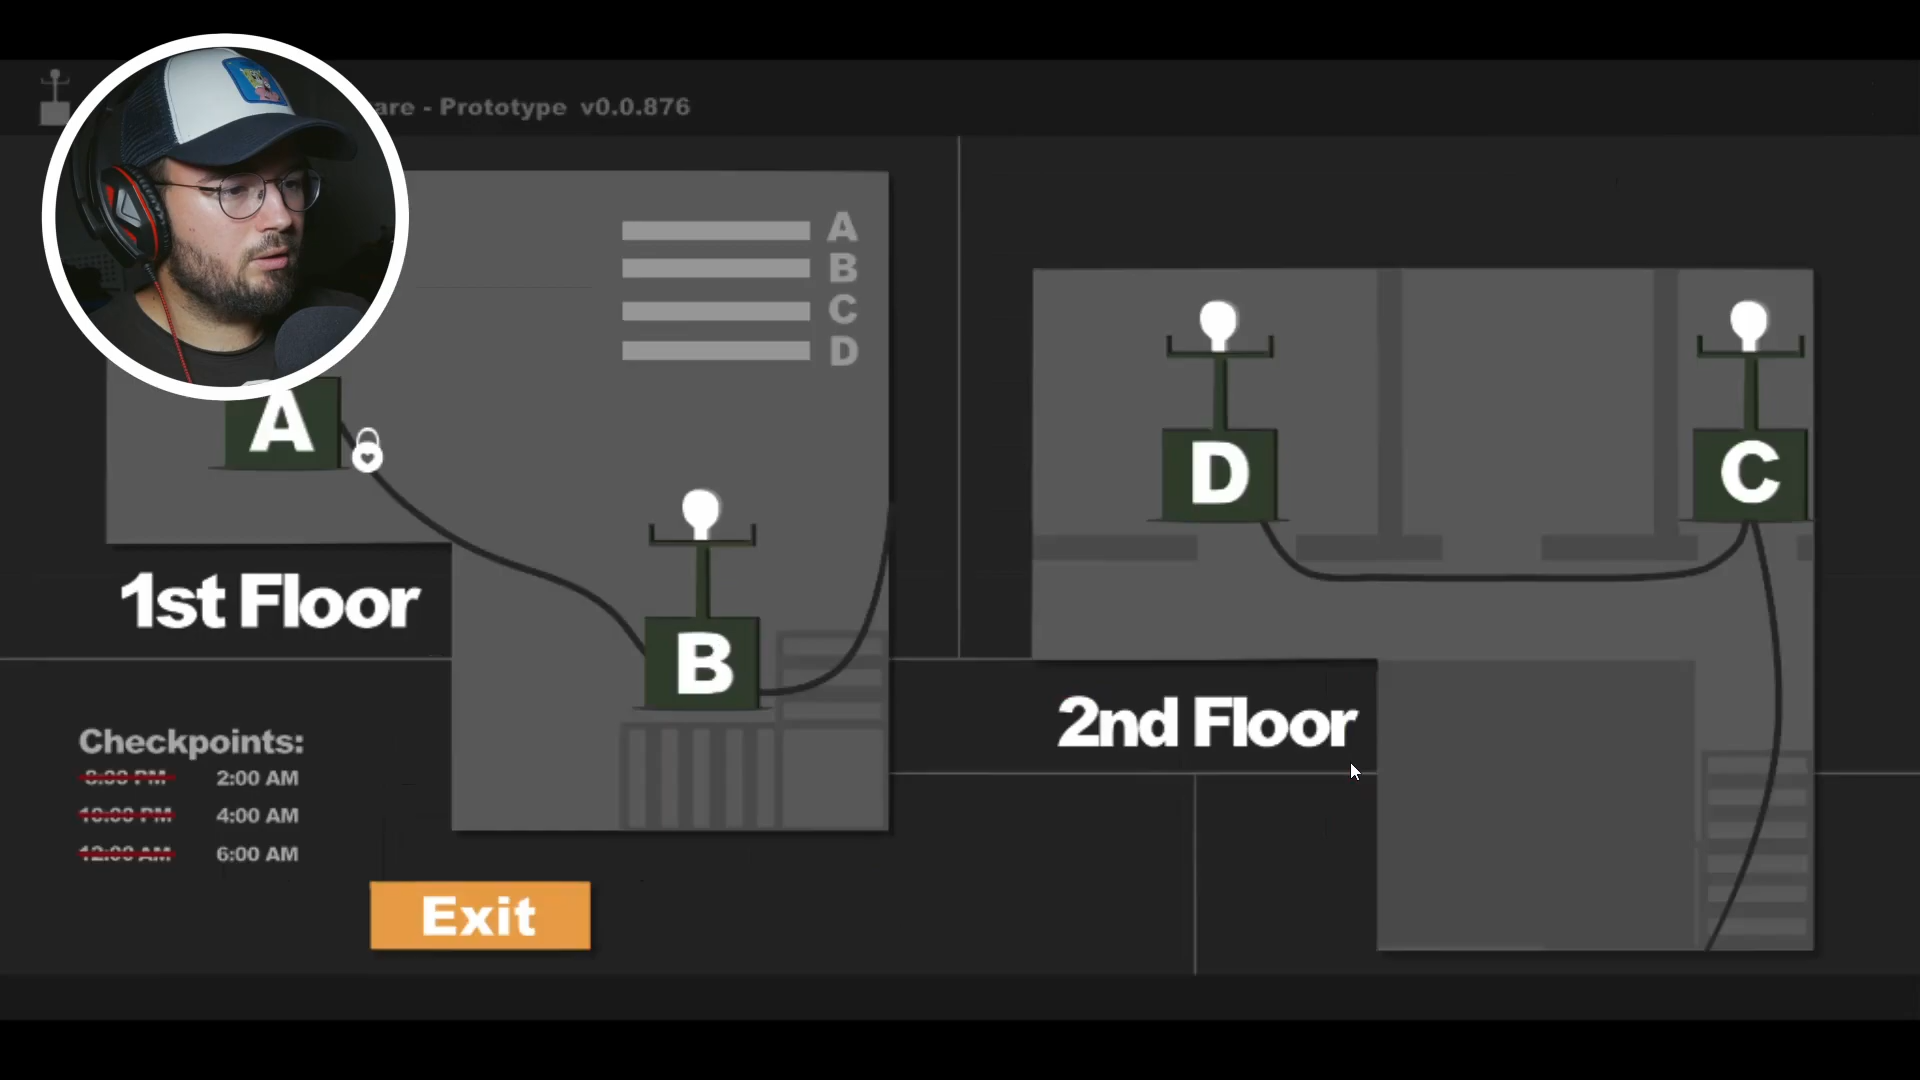 Prototype v0.0.876
A
B
C
D
A
B
D
C
1st Floor
2nd Floor
Checkpoints:
8:00 PM 2:00 AM
10:00 PM 4:00 AM
12:00 AM 6:00 AM
Exit